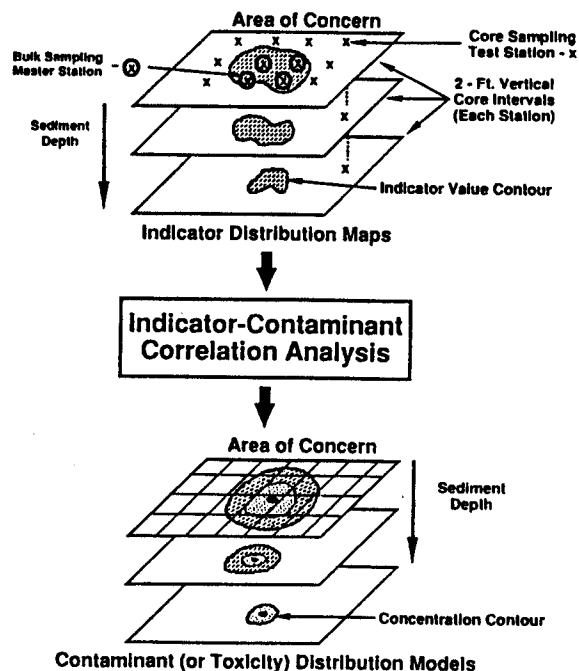 Area of Concern
x x x x
Core Sampling
Test Station - x
Bulk Sampling
Master Station - x
x x x
x x x x
x x
2 - Ft. Vertical
Core Intervals
(Each Station)
Sediment
Depth
x
x
Indicator Value Contour
Indicator Distribution Maps
Indicator-Contaminant
Correlation Analysis
Area of Concern
Sediment
Depth
Concentration Contour
Contaminant (or Toxicity) Distribution Models